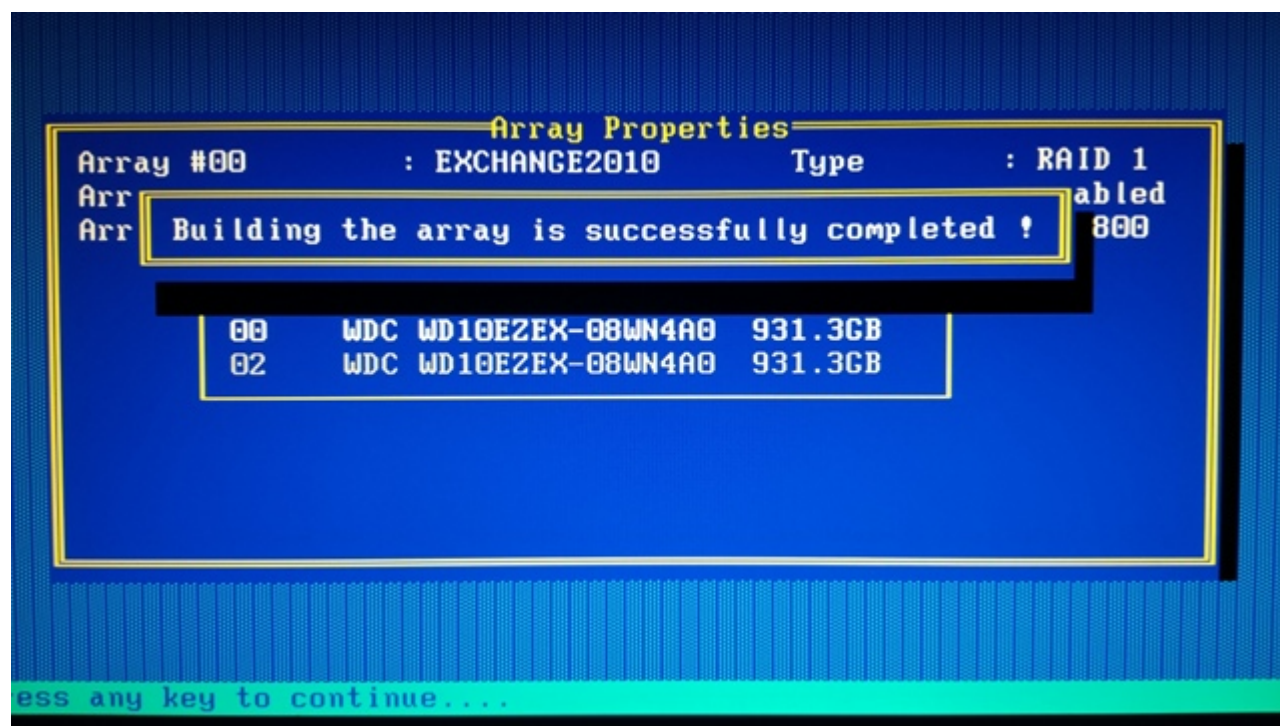 Array Properties
Array #00 : EXCHANGE2010 Type : RAID 1
Arr abled
Arr 800
Building the array is successfully completed !
00 WDC WD10EZEX-08WN4A0 931.3GB
02 WDC WD10EZEX-08WN4A0 931.3GB
ess any key to continue....